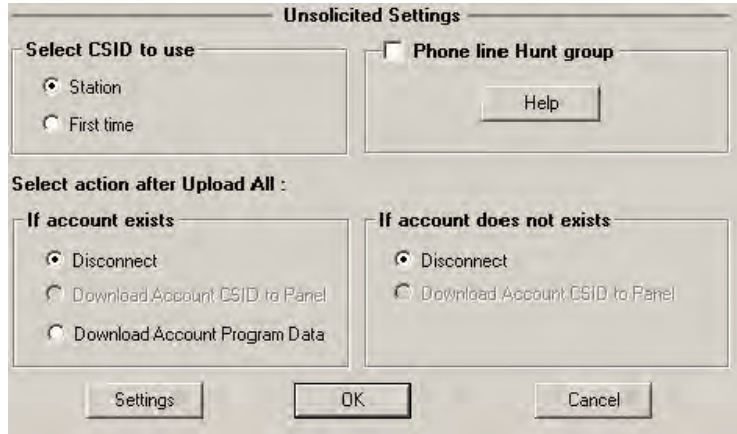 Unsolicited Settings
Select CSID to use
Station
First time
Phone line Hunt group
Help
Select action after Upload All :
If account exists
Disconnect
Download Account CSID to Panel
Download Account Program Data
If account does not exists
Disconnect
Download Account CSID to Panel
Settings
OK
Cancel